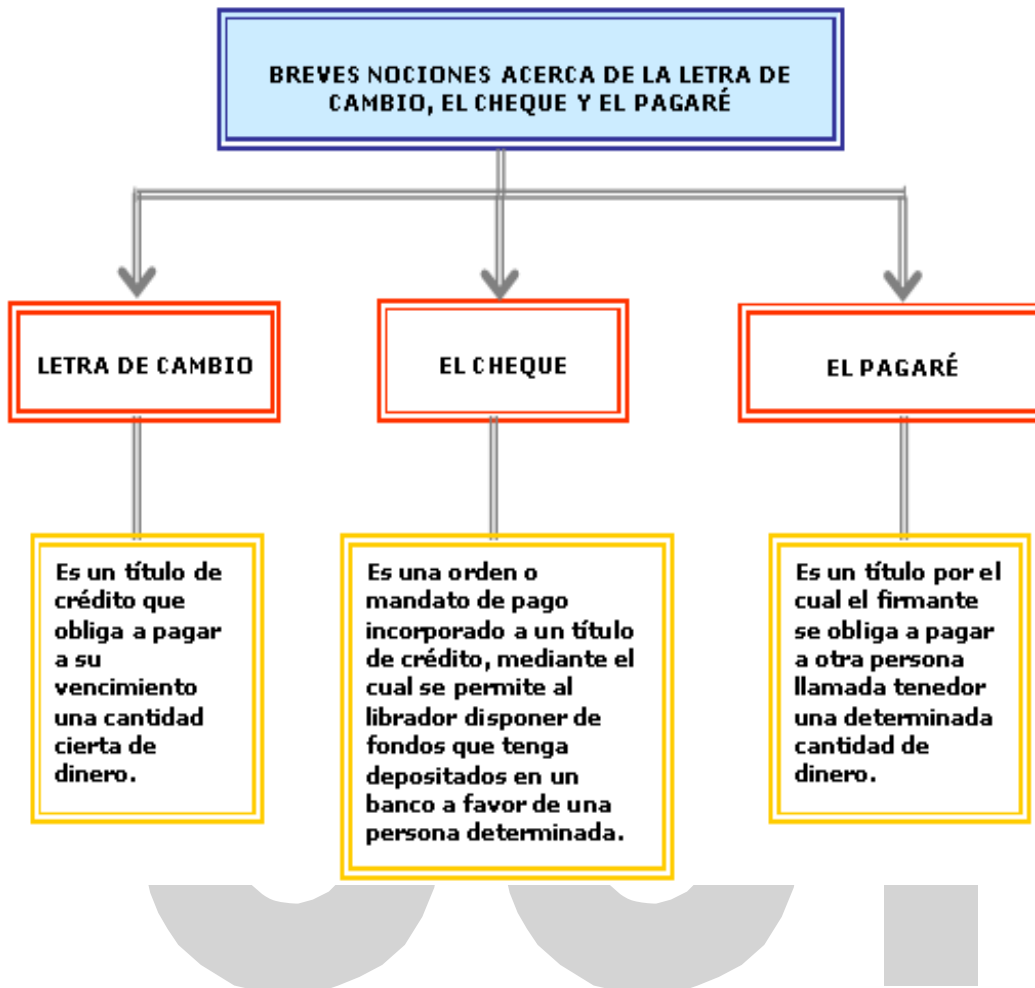 BREVES NOCIONES ACERCA DE LA LETRA DE
CAMBIO, EL CHEQUE Y EL PAGARÉ
LETRA DE CAMBIO
EL CHEQUE
EL PAGARÉ
Es un título de
crédito que
obliga a pagar
a su
vencimiento
una cantidad
cierta de
dinero.
Es una orden o
mandato de pago
incorporado a un título
de crédito, mediante el
cual se permite al
librador disponer de
fondos que tenga
depositados en un
banco a favor de una
persona determinada.
Es un título por el
cual el firmante
se obliga a pagar
a otra persona
llamada tenedor
una determinada
cantidad de
dinero.